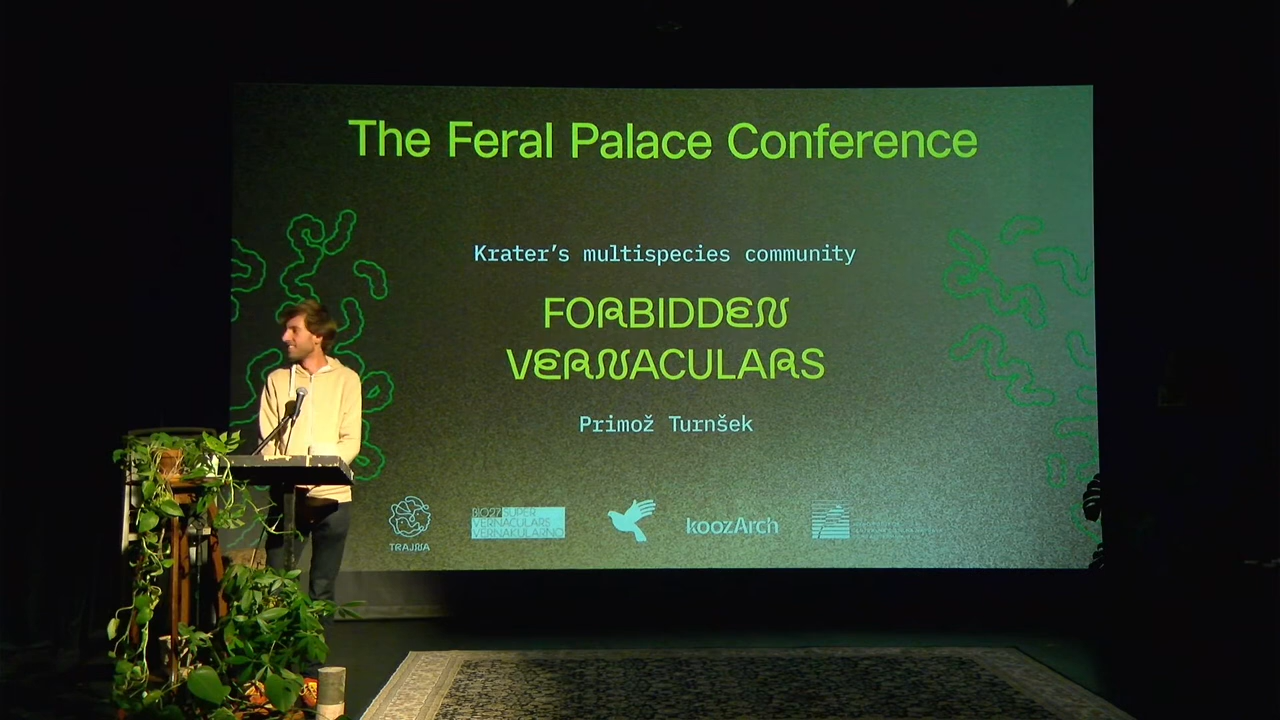 The Feral Palace Conference
Krater's multispecies community
FORBIDDEN
VERNACULARS
Primož Turnšek
TRAJNA
BIO27 SUPER
VERNACULARS
VERNAKULARNO
koozArch